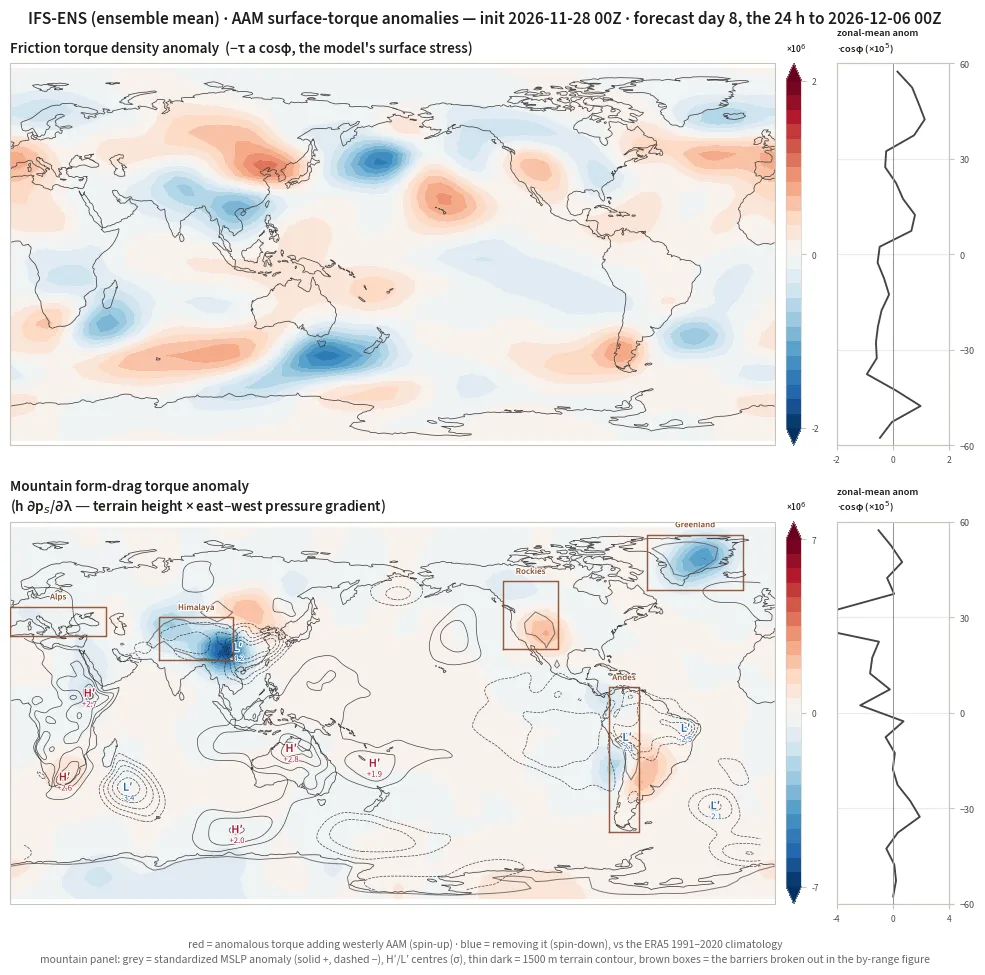 IFS-ENS (ensemble mean) · AAM surface-torque anomalies — init 2026-11-28 00Z · forecast day 8, the 24 h to 2026-12-06 00Z
Friction torque density anomaly (−τ a cosφ, the model's surface stress)
×10⁶
zonal-mean anom
·cosφ (×10⁵)
2
0
-2
60
30
0
−30
−60
-2
0
2
Mountain form-drag torque anomaly
(h ∂pₛ/∂λ — terrain height × east–west pressure gradient)
×10⁶
zonal-mean anom
·cosφ (×10⁵)
Greenland
Rockies
Alps
Himalaya
L'
H'
+2.7
Andes
L'
L'
H'
+2.8
H'
+1.9
H'
+2.6
L'
-3.4
L'
-2.1
H'
+2.0
7
0
-7
60
30
0
−30
−60
-4
0
4
red = anomalous torque adding westerly AAM (spin-up) · blue = removing it (spin-down), vs the ERA5 1991–2020 climatology
mountain panel: grey = standardized MSLP anomaly (solid +, dashed –), H'/L' centres (σ), thin dark = 1500 m terrain contour, brown boxes = the barriers broken out in the by-range figure